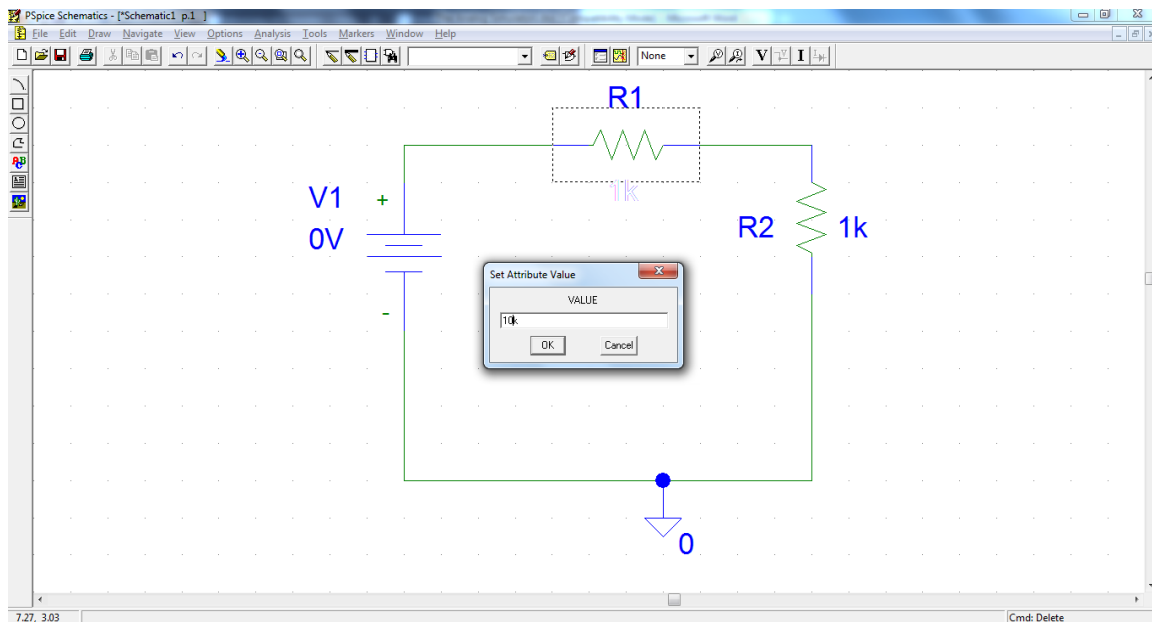 PSpice Schematics - [*Schematic1 p.1 ]
File Edit Draw Navigate View Options Analysis Tools Markers Window Help
None V I
R1
1k
V1 +
0V
R2 1k
Set Attribute Value
VALUE
10k
OK Cancel
-
0
7.27, 3.03 Cmd: Delete